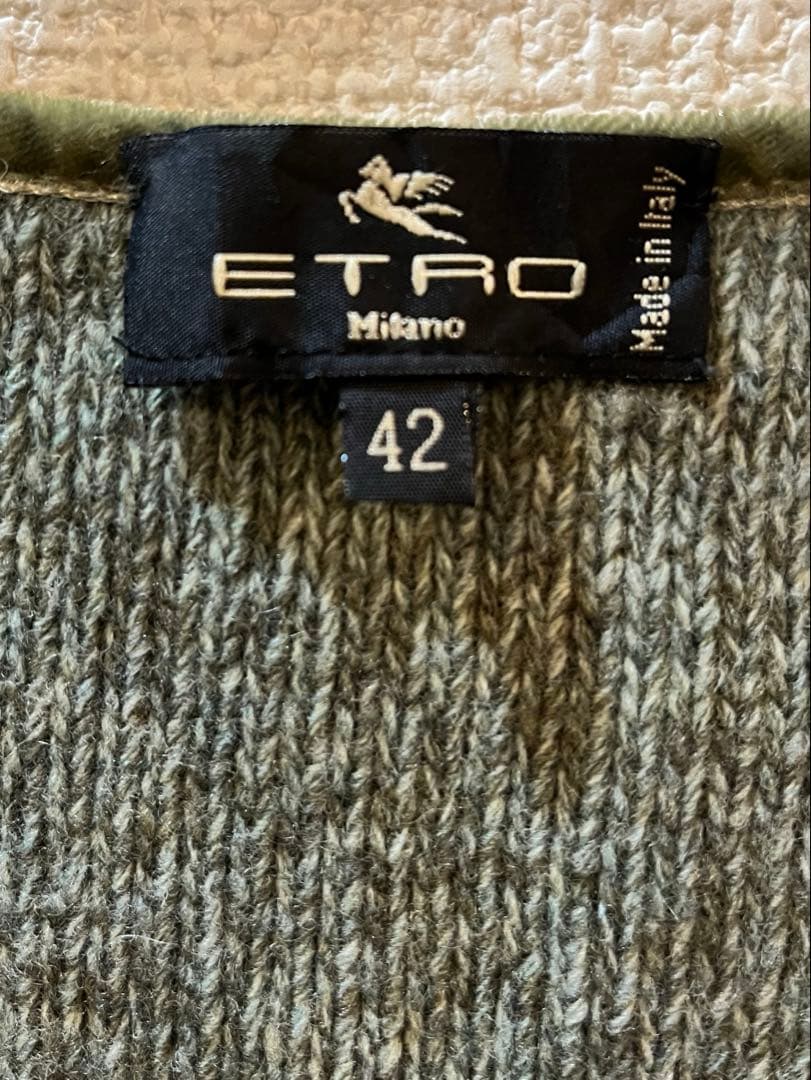 ETRO
Milano
Made in Italy
42